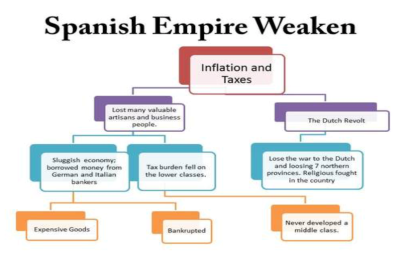 Spanish Empire Weaken
Inflation and
Taxes
Lost many valuable
artisans and business
people.
The Dutch Revolt
Sluggish economy;
borrowed money from
German and Italian
bankers
Tax burden fell on
the lower classes.
Lose the war to the Dutch
and loosing 7 northern
provinces. Religious fought
in the country
Expensive Goods
Bankrupted
Never developed a
middle class.